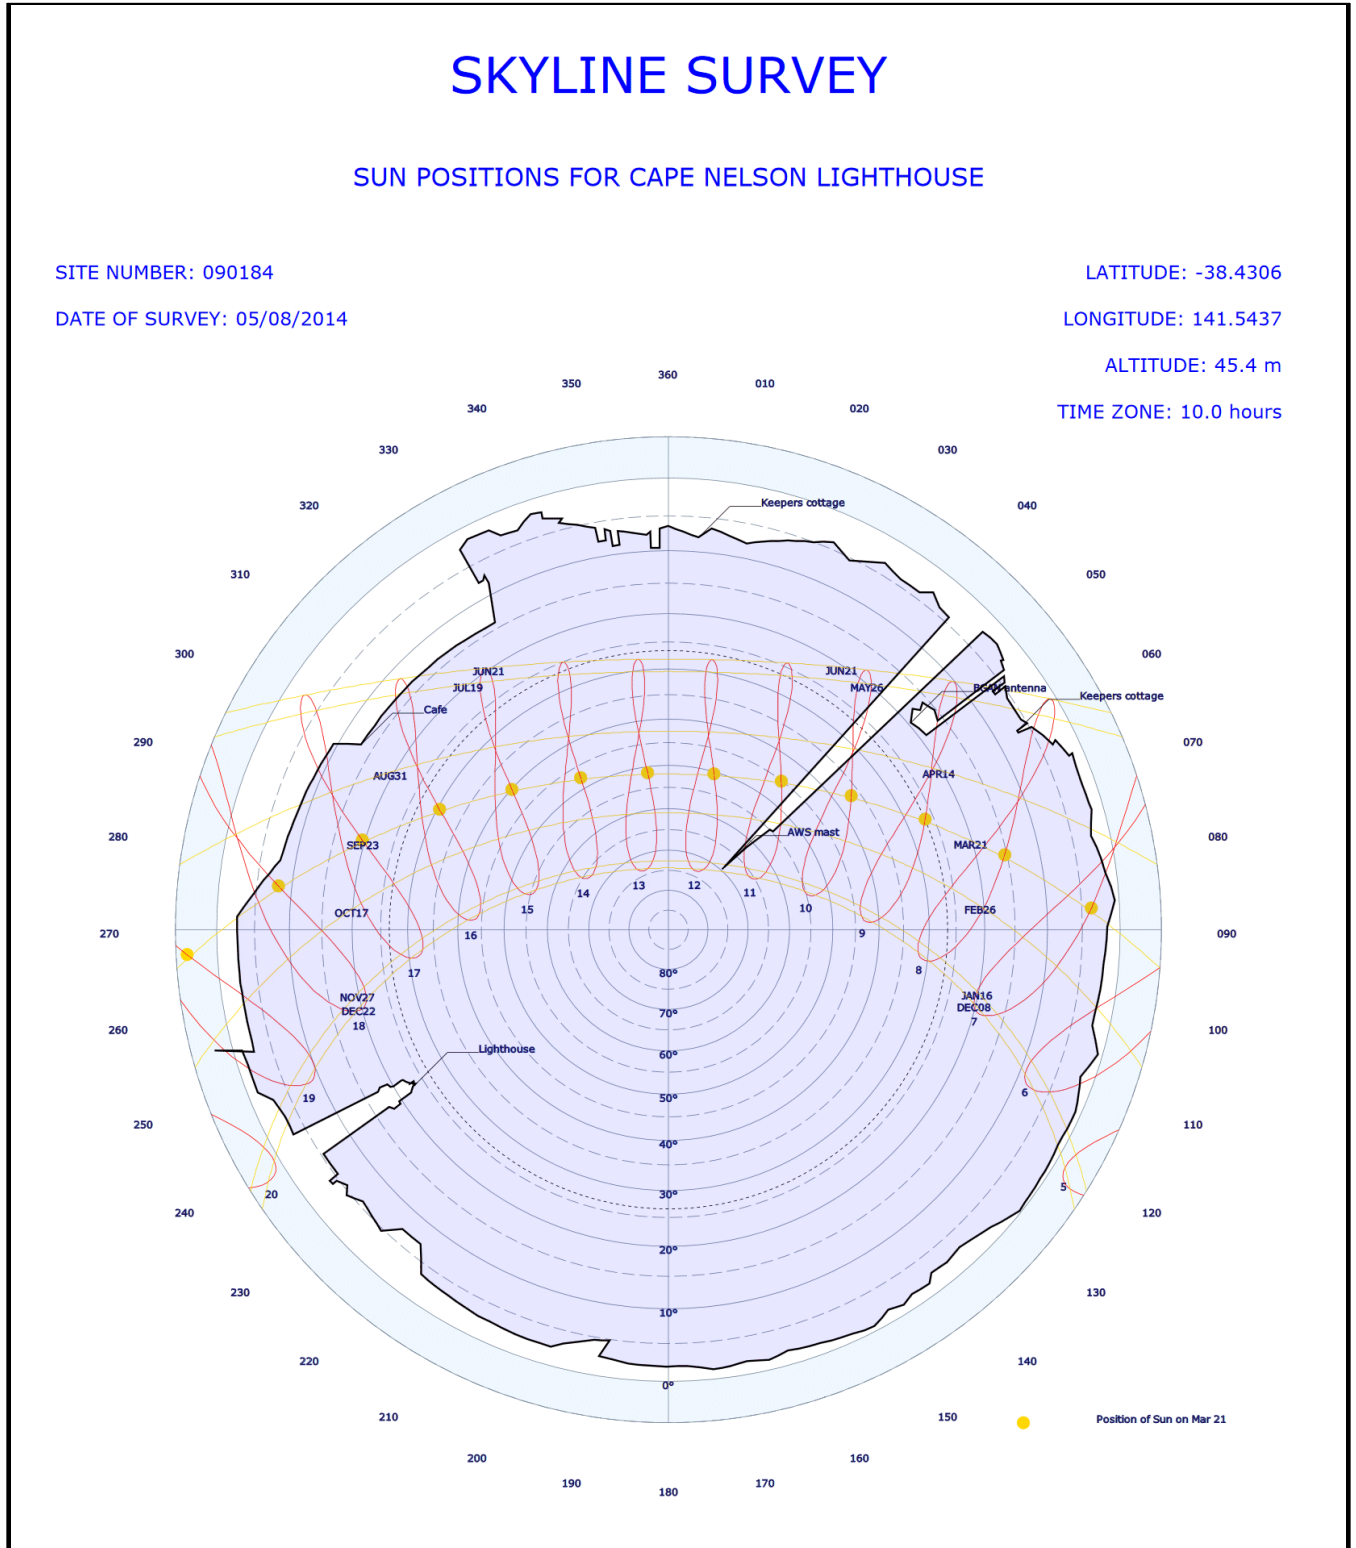 SKYLINE SURVEY
SUN POSITIONS FOR CAPE NELSON LIGHTHOUSE
SITE NUMBER: 090184
LATITUDE: -38.4306
DATE OF SURVEY: 05/08/2014
LONGITUDE: 141.5437
ALTITUDE: 45.4 m
TIME ZONE: 10.0 hours
360
350
010
340
020
330
030
320
040
310
050
300
060
290
070
280
080
270
090
260
100
250
110
240
120
230
130
220
140
210
150
200
160
190
170
180
Keepers cottage
JUN21
JUL19
JUN21
MAY26
BGAN antenna
Keepers cottage
Cafe
AUG31
APR14
AWS mast
SEP23
MAR21
OCT17
FEB26
NOV27
DEC22
JAN16
DEC08
Lighthouse
20
19
18
17
16
15
14
13
12
11
10
9
8
7
6
5
80°
70°
60°
50°
40°
30°
20°
10°
0°
Position of Sun on Mar 21